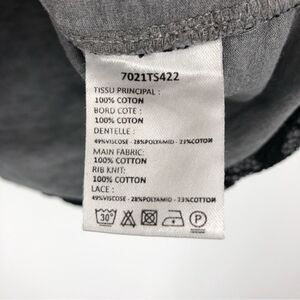 7021TS422
TISSU PRINCIPAL :
100% COTON
BORD COTE :
100% COTON
DENTELLE :
49%VISCOSE - 28%POLYAMID - 23%COTON
MAIN FABRIC:
100% COTTON
RIB KNIT:
100% COTTON
LACE :
49%VISCOSE - 28%POLYAMID - 23%COTTON
30° P